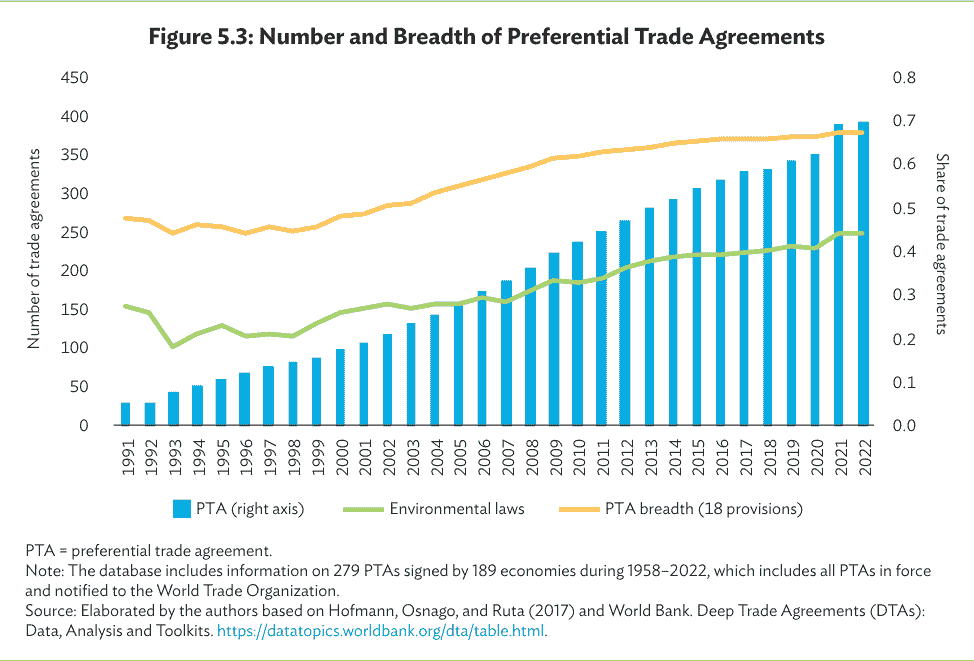 Figure 5.3: Number and Breadth of Preferential Trade Agreements
Number of trade agreements
450
400
350
300
250
200
150
100
50
0
0.8
0.7
0.6
0.5
0.4
0.3
0.2
0.1
0.0
Share of trade agreements
1991 1992 1993 1994 1995 1996 1997 1998 1999 2000 2001 2002 2003 2004 2005 2006 2007 2008 2009 2010 2011 2012 2013 2014 2015 2016 2017 2018 2019 2020 2021 2022
PTA (right axis) Environmental laws PTA breadth (18 provisions)
PTA = preferential trade agreement.
Note: The database includes information on 279 PTAs signed by 189 economies during 1958–2022, which includes all PTAs in force
and notified to the World Trade Organization.
Source: Elaborated by the authors based on Hofmann, Osnago, and Ruta (2017) and World Bank. Deep Trade Agreements (DTAs):
Data, Analysis and Toolkits. https://datatopics.worldbank.org/dta/table.html.